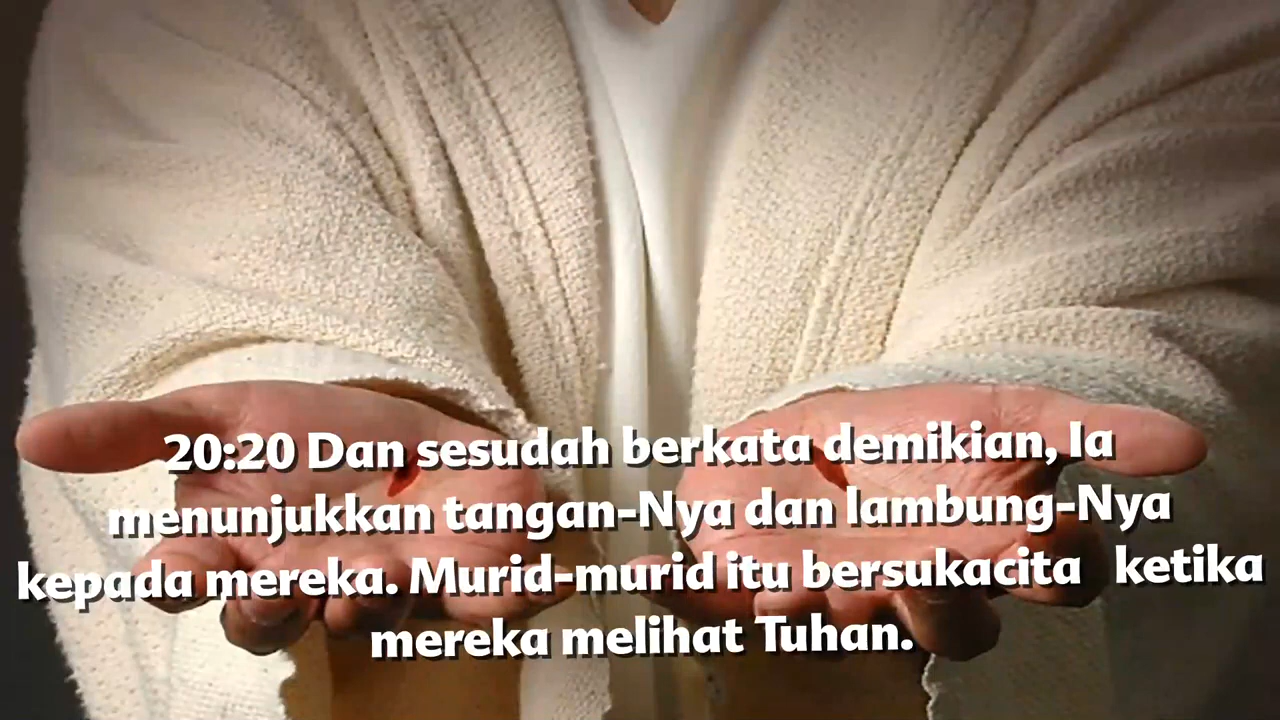 20:20 Dan sesudah berkata demikian, Ia
menunjukkan tangan-Nya dan lambung-Nya
kepada mereka. Murid-murid itu bersukacita ketika
mereka melihat Tuhan.